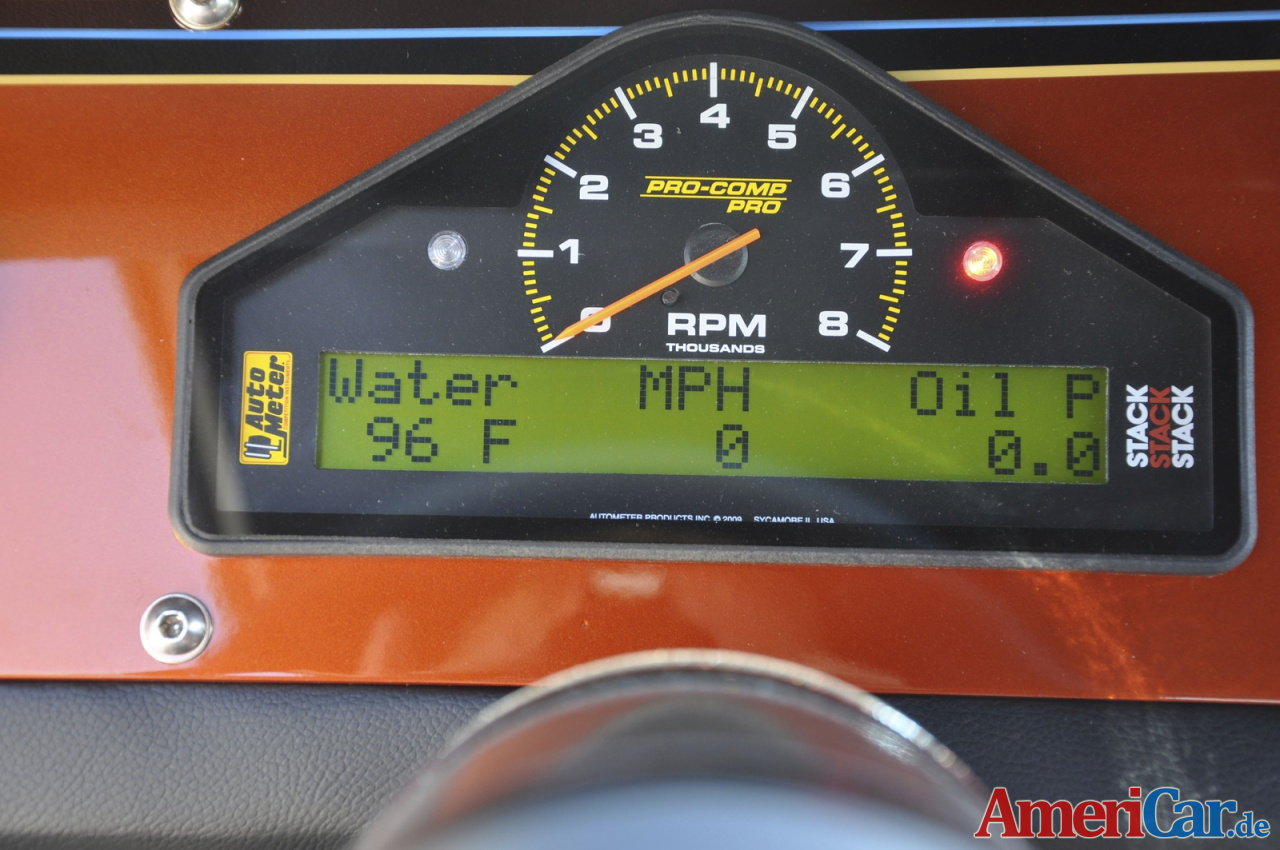 4
3 5
2 6
PRO-COMP
PRO
1 7
0 8
RPM
THOUSANDS
Auto
Meter
Water MPH Oil P
96 F 0 0.0
STACK
STACK
STACK
AUTOMETER PRODUCTS INC. © 2009 SYCAMORE IL. USA
AmeriCar.de